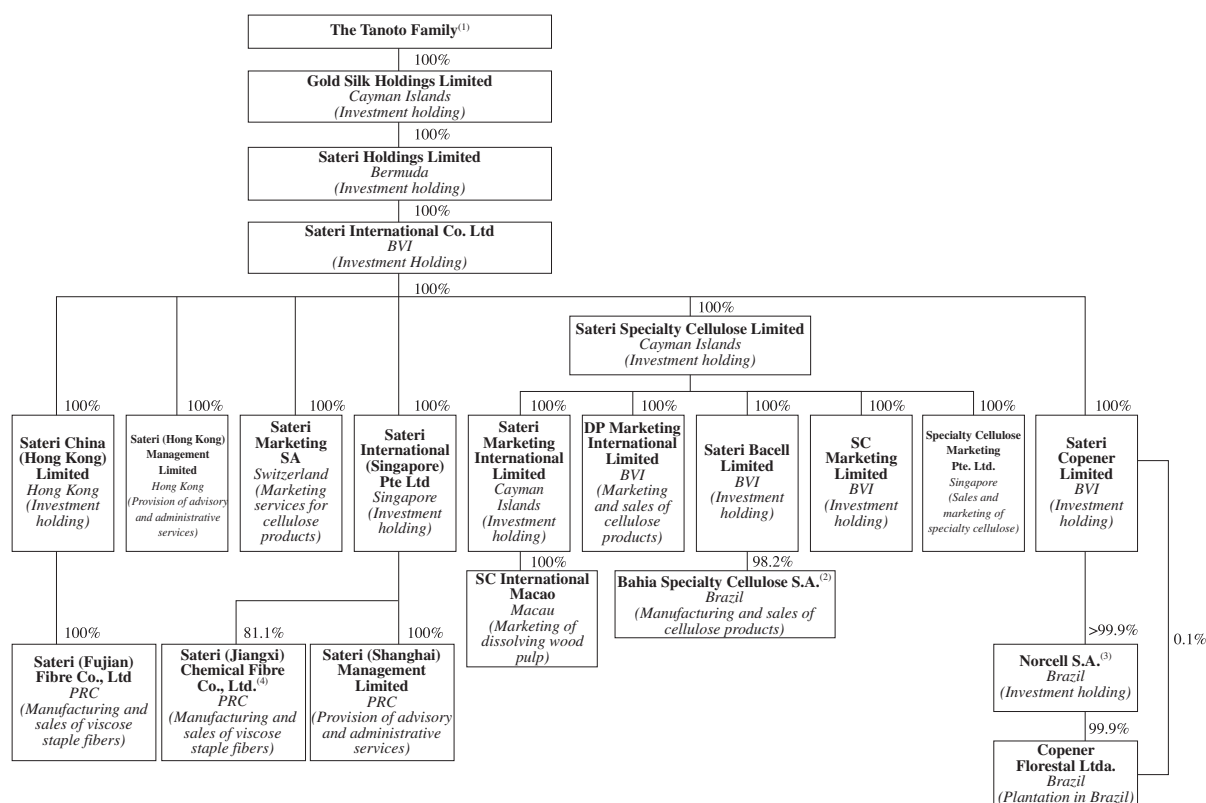 The Tanoto Family(1)
100%
Gold Silk Holdings Limited
Cayman Islands
(Investment holding)
100%
Sateri Holdings Limited
Bermuda
(Investment holding)
100%
Sateri International Co. Ltd
BVI
(Investment Holding)
100%
100%
Sateri Specialty Cellulose Limited
Cayman Islands
(Investment holding)
100%
Sateri China
(Hong Kong)
Limited
Hong Kong
(Investment
holding)
100%
Sateri (Hong Kong)
Management
Limited
Hong Kong
(Provision of advisory
and administrative
services)
100%
Sateri
Marketing
SA
Switzerland
(Marketing
services for
cellulose
products)
100%
Sateri
International
(Singapore)
Pte Ltd
Singapore
(Investment
holding)
100%
Sateri
Marketing
International
Limited
Cayman
Islands
(Investment
holding)
100%
DP Marketing
International
Limited
BVI
(Marketing
and sales of
cellulose
products)
100%
Sateri Bacell
Limited
BVI
(Investment
holding)
100%
SC
Marketing
Limited
BVI
(Investment
holding)
100%
Specialty Cellulose
Marketing
Pte. Ltd.
Singapore
(Sales and
marketing of
specialty cellulose)
100%
Sateri
Copener
Limited
BVI
(Investment
holding)
100%
SC International
Macao
Macau
(Marketing of
dissolving wood
pulp)
98.2%
Bahia Specialty Cellulose S.A.(2)
Brazil
(Manufacturing and sales of
cellulose products)
100%
Sateri (Fujian)
Fibre Co., Ltd
PRC
(Manufacturing and
sales of viscose
staple fibers)
81.1%
Sateri (Jiangxi)
Chemical Fibre
Co., Ltd.(4)
PRC
(Manufacturing and
sales of viscose
staple fibers)
100%
Sateri (Shanghai)
Management
Limited
PRC
(Provision of advisory
and administrative
services)
>99.9%
Norcell S.A.(3)
Brazil
(Investment holding)
0.1%
99.9%
Copener
Florestal Ltda.
Brazil
(Plantation in Brazil)